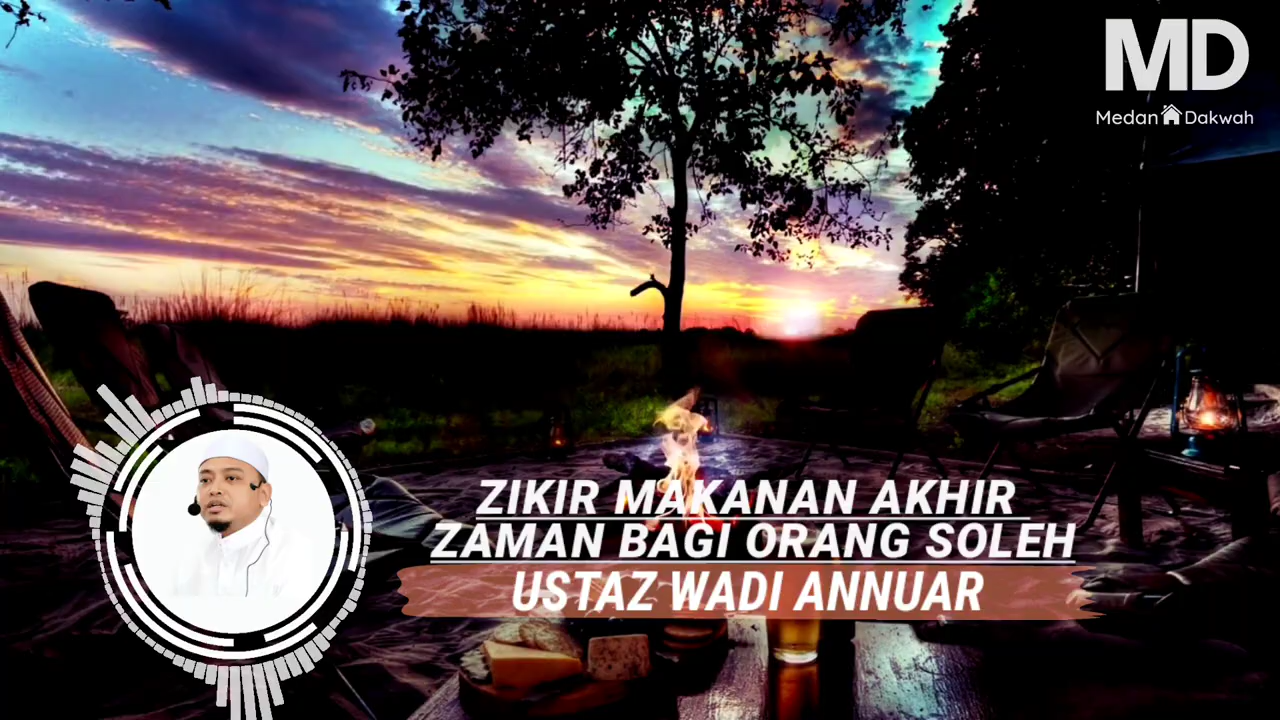 MD
Medan Dakwah
ZIKIR MAKANAN AKHIR
ZAMAN BAGI ORANG SOLEH
USTAZ WADI ANNUAR